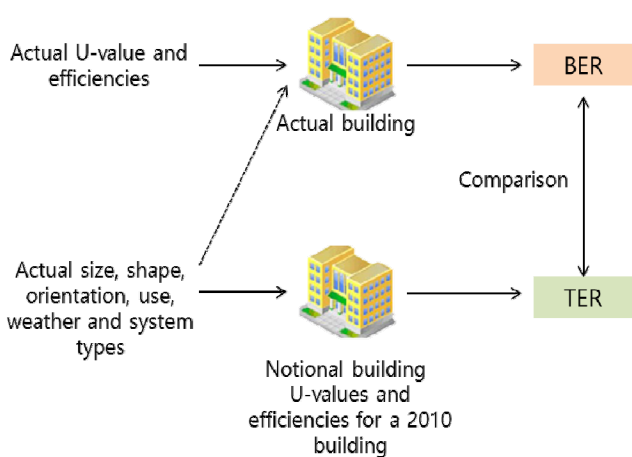 Actual U-value and
efficiencies
Actual building
BER
Comparison
Actual size, shape,
orientation, use,
weather and system
types
TER
Notional building
U-values and
efficiencies for a 2010
building